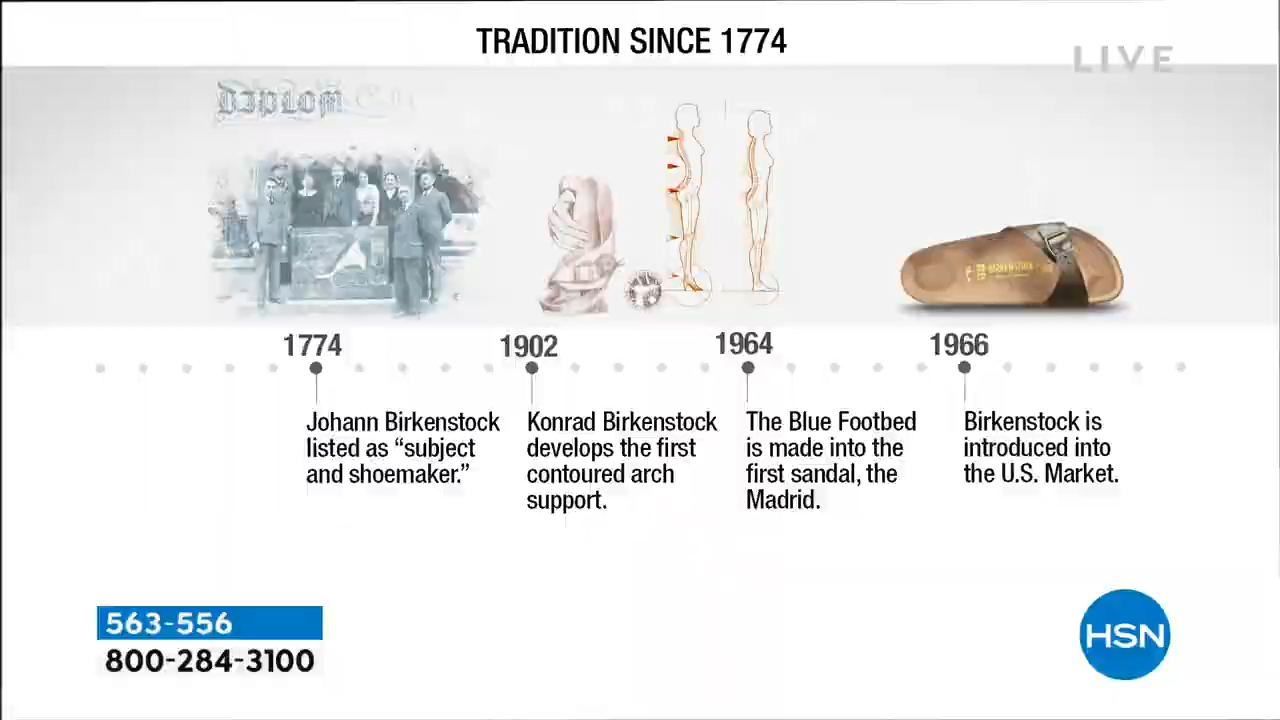 TRADITION SINCE 1774
LIVE
Diplom
BIRKENSTOCK
1774
1902
1964
1966
Johann Birkenstock
listed as “subject
and shoemaker.”
Konrad Birkenstock
develops the first
contoured arch
support.
The Blue Footbed
is made into the
first sandal, the
Madrid.
Birkenstock is
introduced into
the U.S. Market.
563-556
800-284-3100
HSN